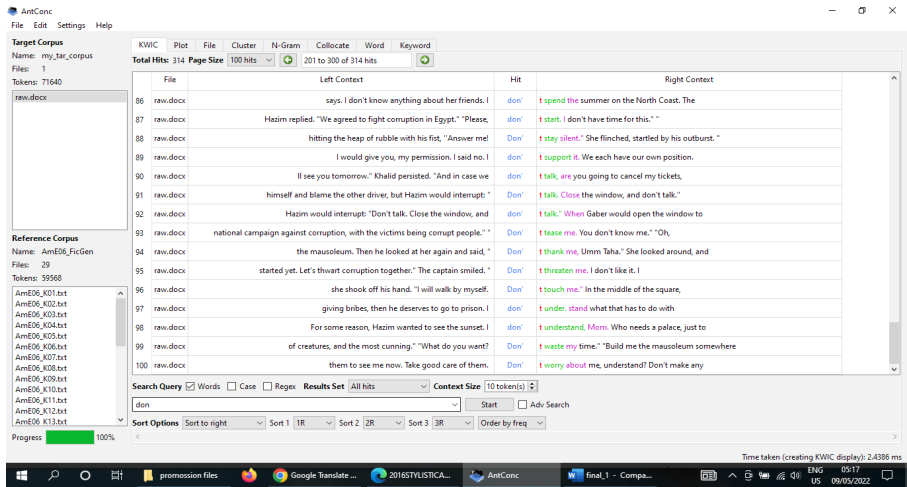 AntConc
File Edit Settings Help
Target Corpus
Name: my_tar_corpus
Files: 1
Tokens: 71640
raw.docx
Reference Corpus
Name: AmE06_FicGen
Files: 29
Tokens: 59568
AmE06_K01.txt
AmE06_K02.txt
AmE06_K03.txt
AmE06_K04.txt
AmE06_K05.txt
AmE06_K06.txt
AmE06_K07.txt
AmE06_K08.txt
AmE06_K09.txt
AmE06_K10.txt
AmE06_K11.txt
AmE06_K12.txt
AmE06 K13.txt
Progress 100%
KWIC Plot File Cluster N-Gram Collocate Word Keyword
Total Hits: 314 Page Size 100 hits 201 to 300 of 314 hits
File Left Context Hit Right Context
86 raw.docx says. I don't know anything about her friends. I don' t spend the summer on the North Coast. The
87 raw.docx Hazim replied. "We agreed to fight corruption in Egypt." "Please, don' t start. I don't have time for this." "
88 raw.docx hitting the heap of rubble with his fist, "Answer me! Don' t stay silent." She flinched, startled by his outburst. "
89 raw.docx I would give you, my permission. I said no. I don' t support it. We each have our own position.
90 raw.docx ll see you tomorrow." Khalid persisted. "And in case we don' t talk, are you going to cancel my tickets,
91 raw.docx himself and blame the other driver, but Hazim would interrupt: " Don' t talk. Close the window, and don't talk."
92 raw.docx Hazim would interrupt: "Don't talk. Close the window, and don' t talk." When Gaber would open the window to
93 raw.docx national campaign against corruption, with the victims being corrupt people." " Don' t tease me. You don't know me." "Oh,
94 raw.docx the mausoleum. Then he looked at her again and said, " Don' t thank me, Umm Taha." She looked around, and
95 raw.docx started yet. Let's thwart corruption together." The captain smiled. " Don' t threaten me. I don't like it. I
96 raw.docx she shook off his hand. "I will walk by myself. Don' t touch me." In the middle of the square,
97 raw.docx giving bribes, then he deserves to go to prison. I don' t under. stand what that has to do with
98 raw.docx For some reason, Hazim wanted to see the sunset. I don' t understand, Mom. Who needs a palace, just to
99 raw.docx of creatures, and the most cunning." "What do you want? Don' t waste my time." "Build me the mausoleum somewhere
100 raw.docx them to see me now. Take good care of them. Don' t worry about me, understand? Don't make any
Search Query Words Case Regex Results Set All hits Context Size 10 token(s)
don Start Adv Search
Sort Options Sort to right Sort 1 1R Sort 2 2R Sort 3 3R Order by freq
Time taken (creating KWIC display): 2.4386 ms
promossion files Google Translate ... 2016STYLISTICA... AntConc final_1 - Compa... ENG 05:17
US 09/05/2022